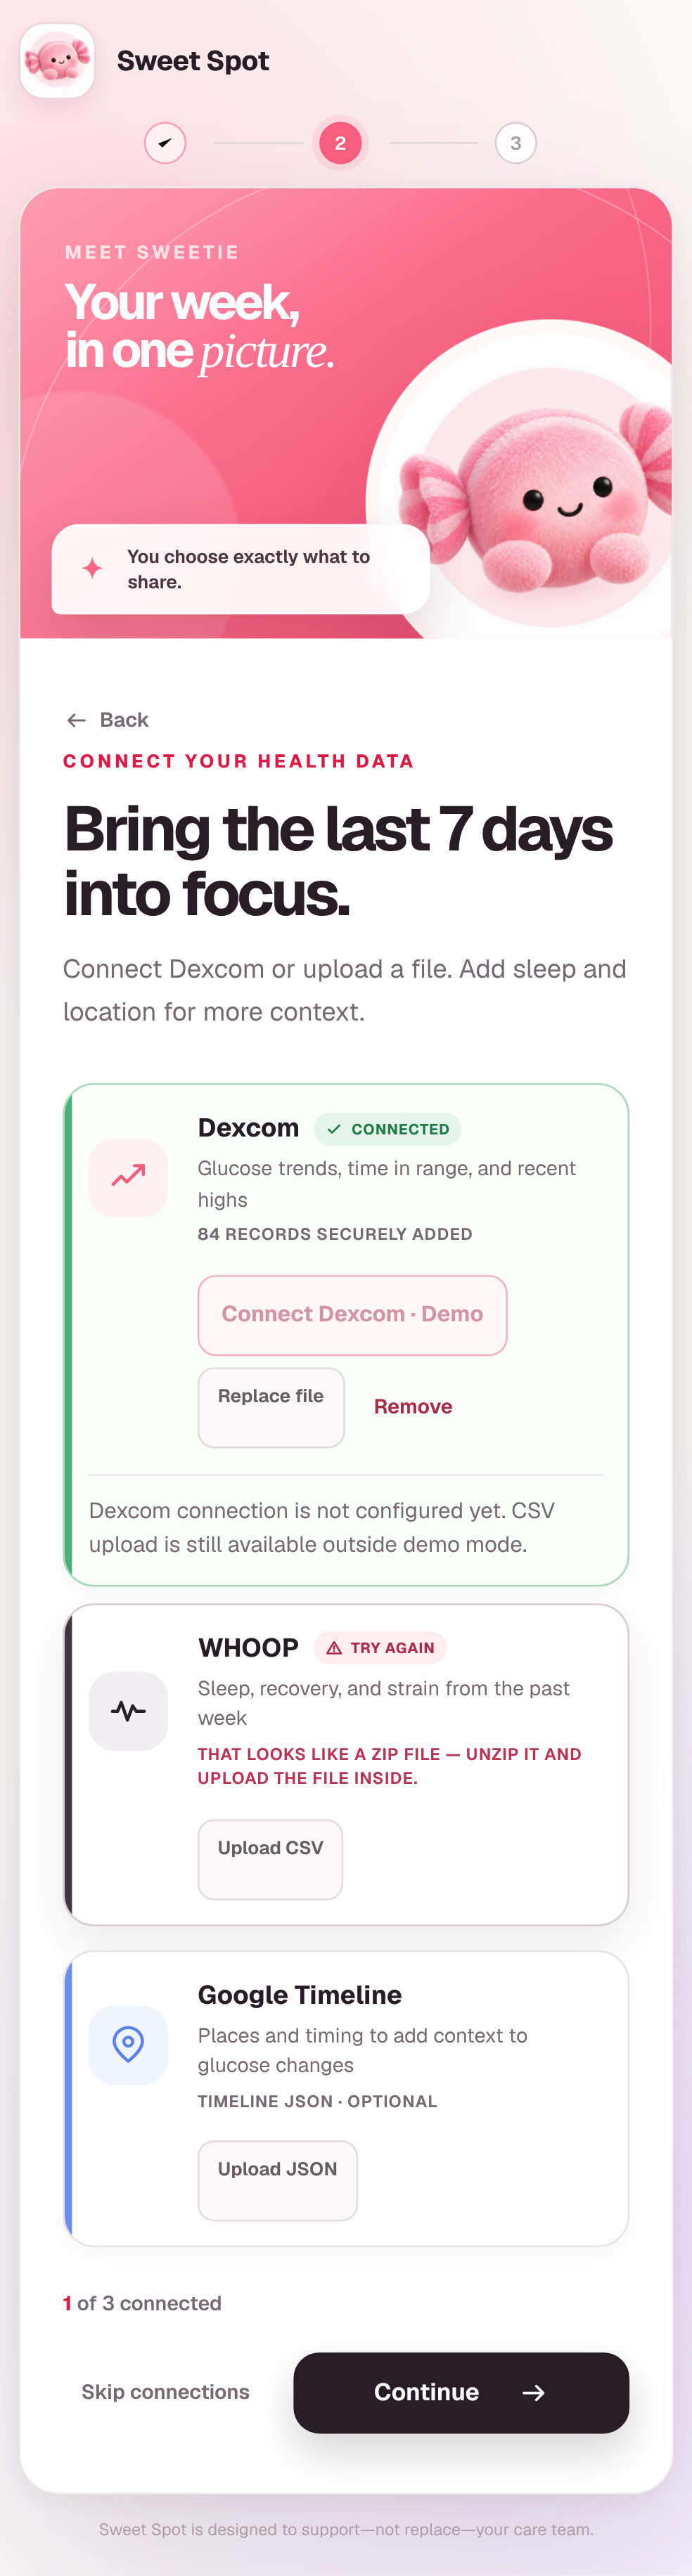 Sweet Spot
2
3
MEET SWEETIE
Your week,
in one picture.
You choose exactly what to
share.
Back
CONNECT YOUR HEALTH DATA
Bring the last 7 days
into focus.
Connect Dexcom or upload a file. Add sleep and
location for more context.
Dexcom
CONNECTED
Glucose trends, time in range, and recent
highs
84 RECORDS SECURELY ADDED
Connect Dexcom · Demo
Replace file
Remove
Dexcom connection is not configured yet. CSV
upload is still available outside demo mode.
WHOOP
TRY AGAIN
Sleep, recovery, and strain from the past
week
THAT LOOKS LIKE A ZIP FILE — UNZIP IT AND
UPLOAD THE FILE INSIDE.
Upload CSV
Google Timeline
Places and timing to add context to
glucose changes
TIMELINE JSON · OPTIONAL
Upload JSON
1 of 3 connected
Skip connections
Continue
Sweet Spot is designed to support—not replace—your care team.